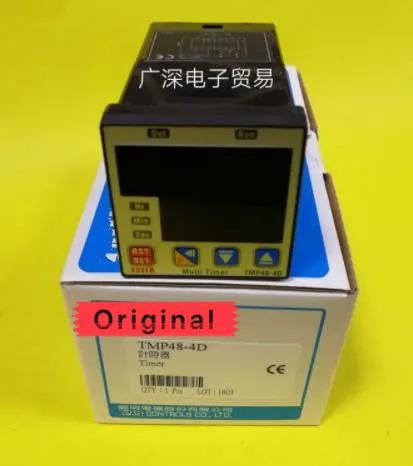 广深电子贸易
Out Run
Hr
Min
Sec
RST
SET
Multi Timer TMP48-4D
Original
TMP48-4D
計時器
Timer
CE
QTY : 1 Pcs LOT : 1803
CONTROLS CO., LTD.